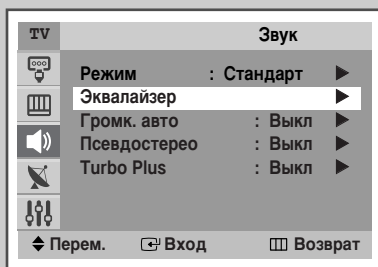 TV Звук
Режим : Стандарт ▶
Эквалайзер ▶
Громк. авто : Выкл ▶
Псевдостерео : Выкл ▶
Turbo Plus : Выкл ▶
Перем. Вход Возврат